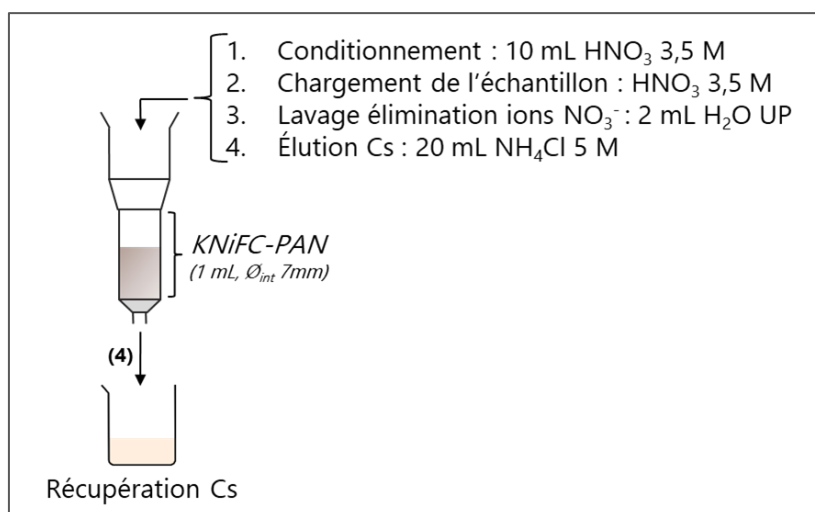 1. Conditionnement : 10 mL HNO₃ 3,5 M
2. Chargement de l’échantillon : HNO₃ 3,5 M
3. Lavage élimination ions NO₃⁻ : 2 mL H₂O UP
4. Élution Cs : 20 mL NH₄Cl 5 M
KNiFC-PAN
(1 mL, Ø_int 7mm)
(4)
Récupération Cs